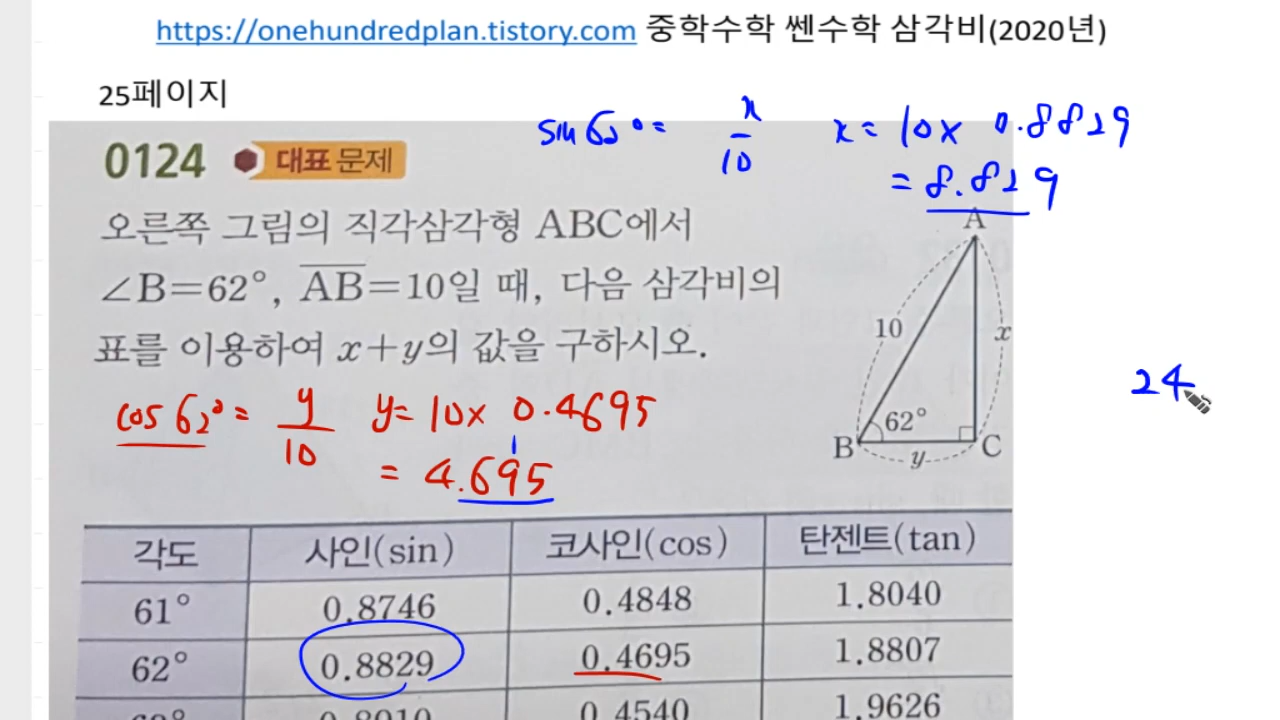 https://onehundredplan.tistory.com 중학수학 쎈수학 삼각비(2020년)
25페이지
sin 62° = x/10 x = 10× 0.8829
= 8.829
0124 대표 문제
오른쪽 그림의 직각삼각형 ABC에서
∠B=62°, A͞B͞=10일 때, 다음 삼각비의
표를 이용하여 x+y의 값을 구하시오.
A
10
x
62°
B
y
C
24
cos 62° = y/10 y= 10× 0.4695
= 4.695
각도 사인(sin) 코사인(cos) 탄젠트(tan)
61° 0.8746 0.4848 1.8040
62° 0.8829 0.4695 1.8807
0.4540 1.9626